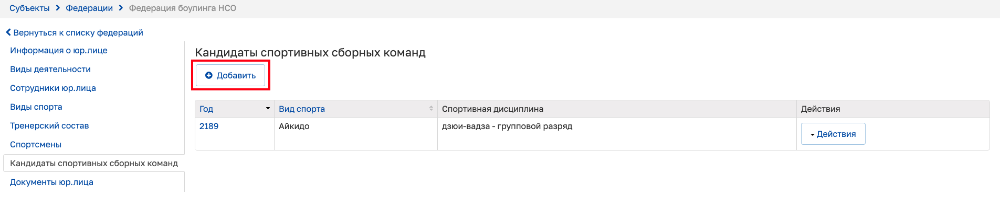 Субъекты Федерации Федерация боулинга НСО
Вернуться к списку федераций
Информация о юр.лице
Виды деятельности
Сотрудники юр.лица
Виды спорта
Тренерский состав
Спортсмены
Кандидаты спортивных сборных команд
Документы юр.лица
Кандидаты спортивных сборных команд
Добавить
Год Вид спорта Спортивная дисциплина Действия
2189 Айкидо дзюи-вадза - групповой разряд Действия